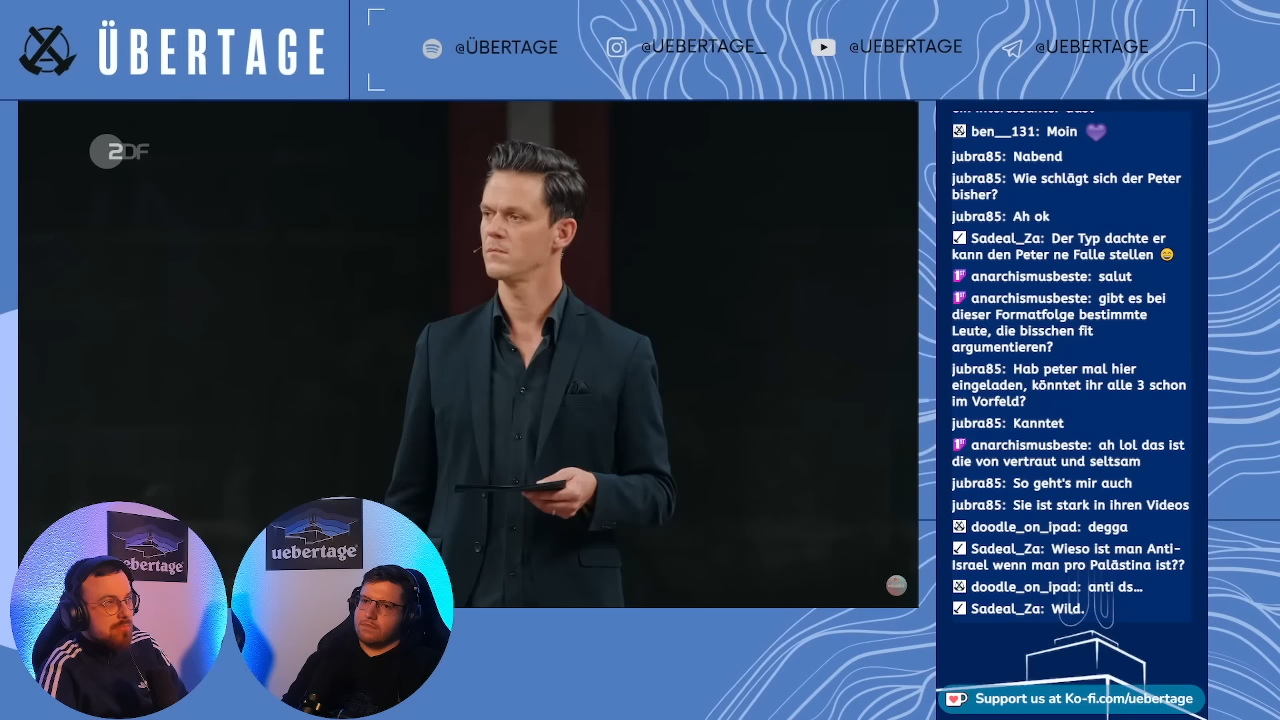 ÜBERTAGE
@ÜBERTAGE
@UEBERTAGE_
@UEBERTAGE
@UEBERTAGE
ZDF
ben__131: Moin
jubra85: Nabend
jubra85: Wie schlägt sich der Peter
bisher?
jubra85: Ah ok
Sadeal_Za: Der Typ dachte er
kann den Peter ne Falle stellen 😄
anarchismusbeste: salut
anarchismusbeste: gibt es bei
dieser Formatfolge bestimmte
Leute, die bisschen fit
argumentieren?
jubra85: Hab peter mal hier
eingeladen, könntet ihr alle 3 schon
im Vorfeld?
jubra85: Kanntet
anarchismusbeste: ah lol das ist
die von vertraut und seltsam
jubra85: So geht's mir auch
jubra85: Sie ist stark in ihren Videos
doodle_on_ipad: degga
Sadeal_Za: Wieso ist man Anti-
Israel wenn man pro Palästina ist??
doodle_on_ipad: anti ds...
Sadeal_Za: Wild.
uebertage
uebertage
Support us at Ko-fi.com/uebertage